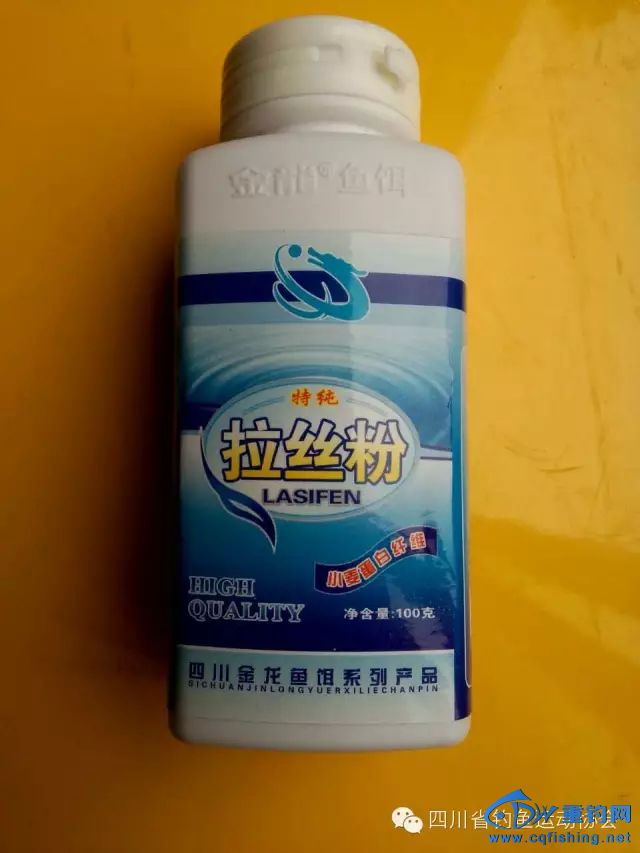 金龍®鱼饵
特纯
拉丝粉
LASIFEN
小麦蛋白纤维
HIGH
QUALITY
净含量:100克
四川金龙鱼饵系列产品
SICHUANJINLONGYUERXILIECHANPIN
四川省钓鱼运动协会
重钓网
www.cqfishing.com